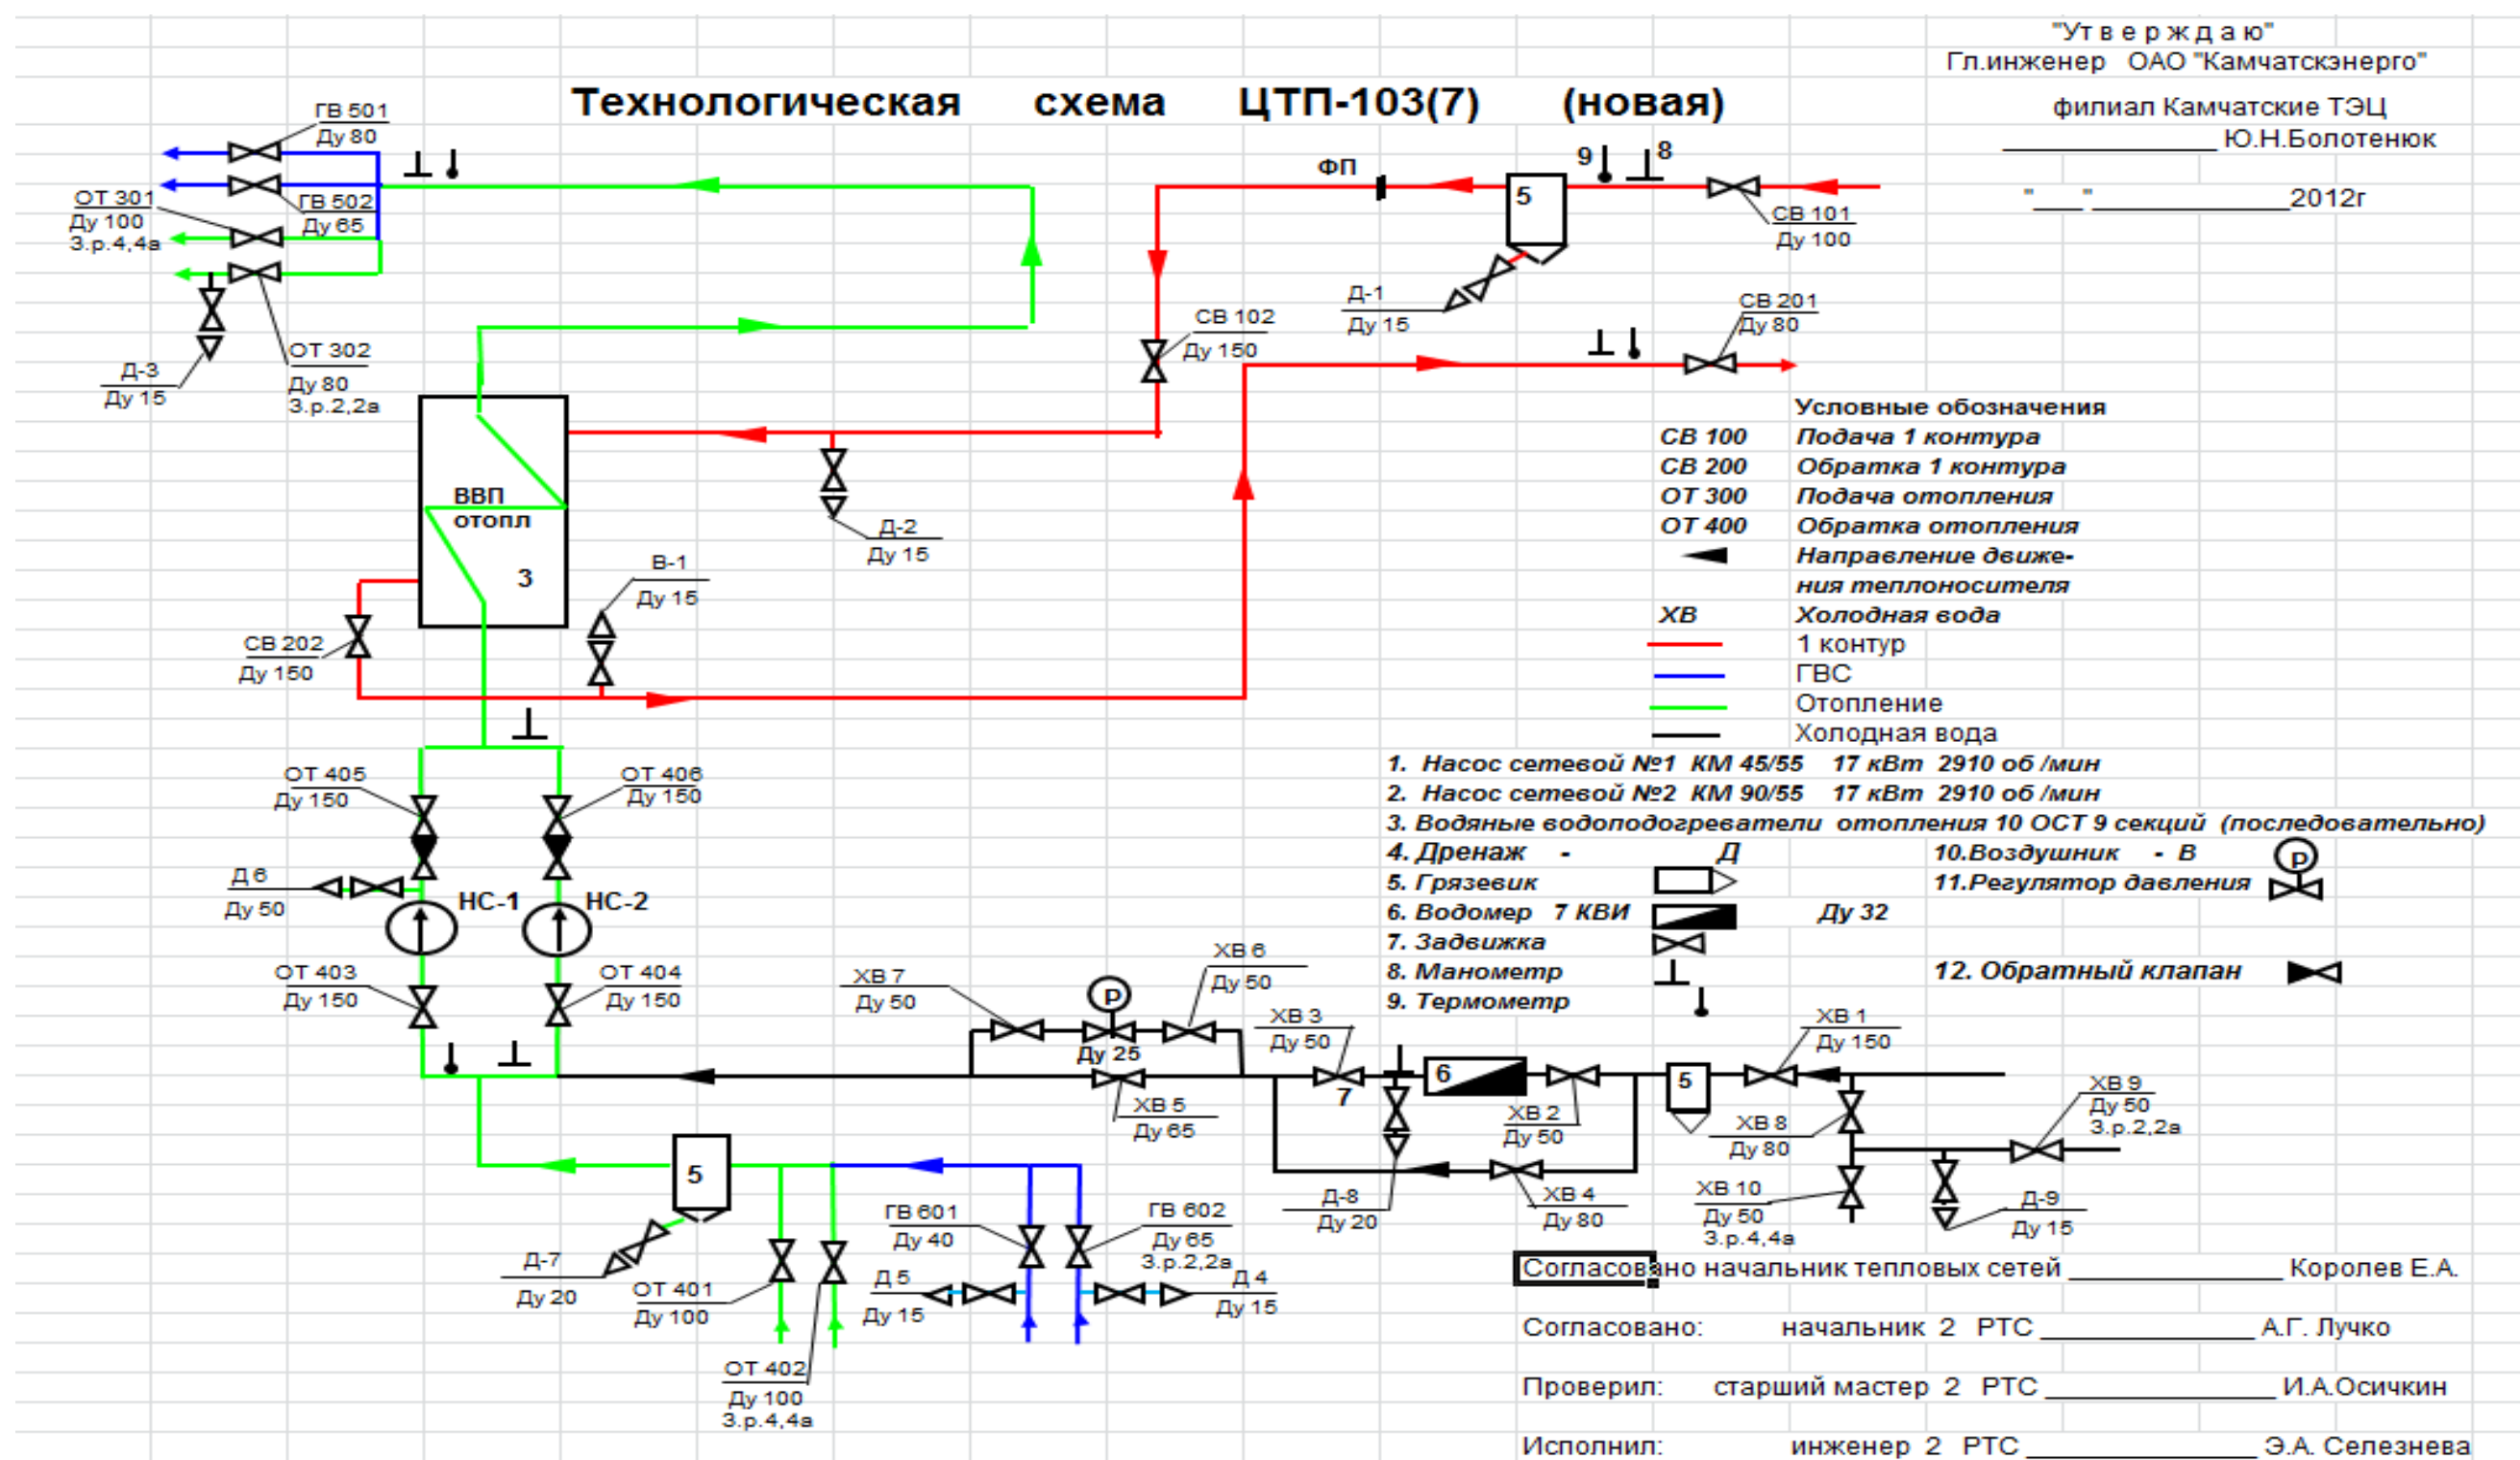 "Ут в е р ж д а ю"
Гл.инженер ОАО "Камчатскэнерго"
Технологическая схема ЦТП-103(7) (новая)
филиал Камчатские ТЭЦ
_______________ Ю.Н.Болотенюк
"___"____________2012г
ГВ 501
Ду 80
ОТ 301
Ду 100
З.р.4,4а
ГВ 502
Ду 65
ФП
9
8
5
СВ 101
Ду 100
Д-1
Ду 15
СВ 201
Ду 80
СВ 102
Ду 150
Д-3
Ду 15
ОТ 302
Ду 80
З.р.2,2а
ВВП
отопл
3
Д-2
Ду 15
В-1
Ду 15
СВ 202
Ду 150
Условные обозначения
СВ 100 Подача 1 контура
СВ 200 Обратка 1 контура
ОТ 300 Подача отопления
ОТ 400 Обратка отопления
Направление движе-
ния теплоносителя
ХВ Холодная вода
1 контур
ГВС
Отопление
Холодная вода
1. Насос сетевой №1 КМ 45/55 17 кВт 2910 об /мин
2. Насос сетевой №2 КМ 90/55 17 кВт 2910 об /мин
3. Водяные водоподогреватели отопления 10 ОСТ 9 секций (последовательно)
4. Дренаж - Д
10.Воздушник - В
Р
5. Грязевик
11.Регулятор давления
6. Водомер 7 КВИ Ду 32
7. Задвижка
8. Манометр
12. Обратный клапан
9. Термометр
ОТ 405
Ду 150
ОТ 406
Ду 150
Д 6
Ду 50
НС-1
НС-2
ОТ 403
Ду 150
ОТ 404
Ду 150
ХВ 7
Ду 50
Р
Ду 25
ХВ 6
Ду 50
ХВ 3
Ду 50
7
6
5
ХВ 1
Ду 150
ХВ 5
Ду 65
ХВ 2
Ду 50
ХВ 8
Ду 80
ХВ 9
Ду 50
З.р.2,2а
5
Д-7
Ду 20
ОТ 401
Ду 100
ОТ 402
Ду 100
З.р.4,4а
ГВ 601
Ду 40
Д 5
Ду 15
ГВ 602
Ду 65
З.р.2,2а
Д 4
Ду 15
Д-8
Ду 20
ХВ 4
Ду 80
ХВ 10
Ду 50
З.р.4,4а
Д-9
Ду 15
Согласовано начальник тепловых сетей _______________ Королев Е.А.
Согласовано: начальник 2 РТС _______________ А.Г. Лучко
Проверил: старший мастер 2 РТС _______________ И.А.Осичкин
Исполнил: инженер 2 РТС _______________ Э.А. Селезнева